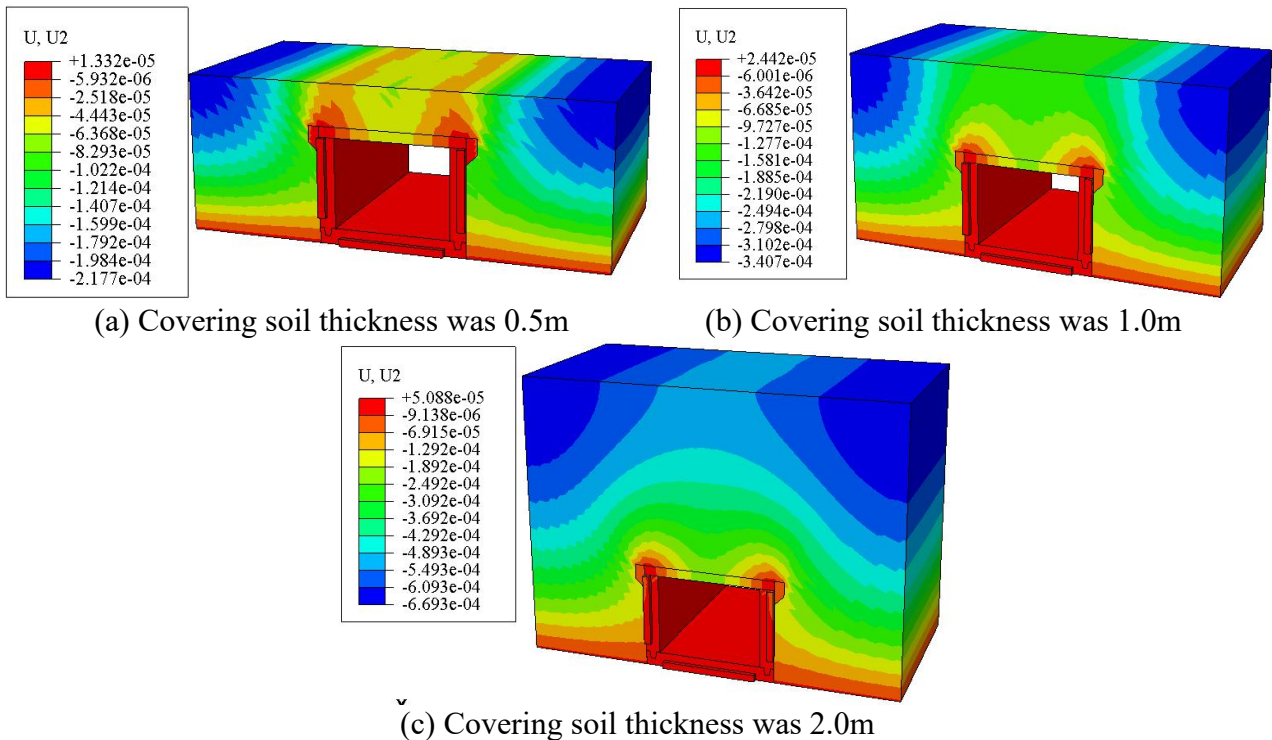 U, U2
+1.332e-05
-5.932e-06
-2.518e-05
-4.443e-05
-6.368e-05
-8.293e-05
-1.022e-04
-1.214e-04
-1.407e-04
-1.599e-04
-1.792e-04
-1.984e-04
-2.177e-04
(a) Covering soil thickness was 0.5m
U, U2
+2.442e-05
-6.001e-06
-3.642e-05
-6.685e-05
-9.727e-05
-1.277e-04
-1.581e-04
-1.885e-04
-2.190e-04
-2.494e-04
-2.798e-04
-3.102e-04
-3.407e-04
(b) Covering soil thickness was 1.0m
U, U2
+5.088e-05
-9.138e-06
-6.915e-05
-1.292e-04
-1.892e-04
-2.492e-04
-3.092e-04
-3.692e-04
-4.292e-04
-4.893e-04
-5.493e-04
-6.093e-04
-6.693e-04
(c) Covering soil thickness was 2.0m